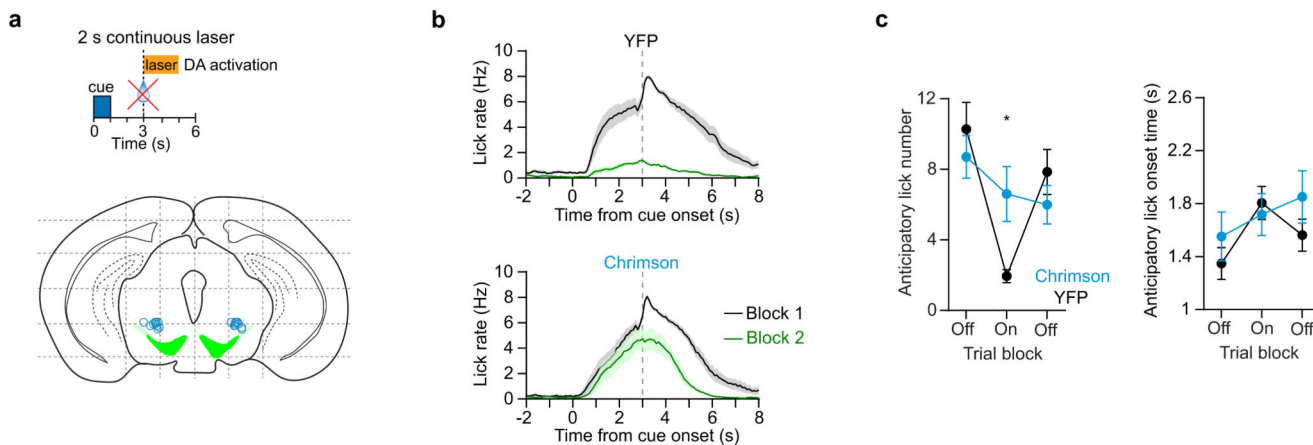 a
2 s continuous laser
laser DA activation
cue
0 3 6
Time (s)
b
YFP
Lick rate (Hz)
10
8
6
4
2
0
-2 0 2 4 6 8
Time from cue onset (s)
Chrimson
Lick rate (Hz)
10
8
6
4
2
0
Block 1
Block 2
-2 0 2 4 6 8
Time from cue onset (s)
c
Anticipatory lick number
12
8
4
0
*
Chrimson
YFP
Off On Off
Trial block
Anticipatory lick onset time (s)
2.6
2.2
1.8
1.4
1
Off On Off
Trial block